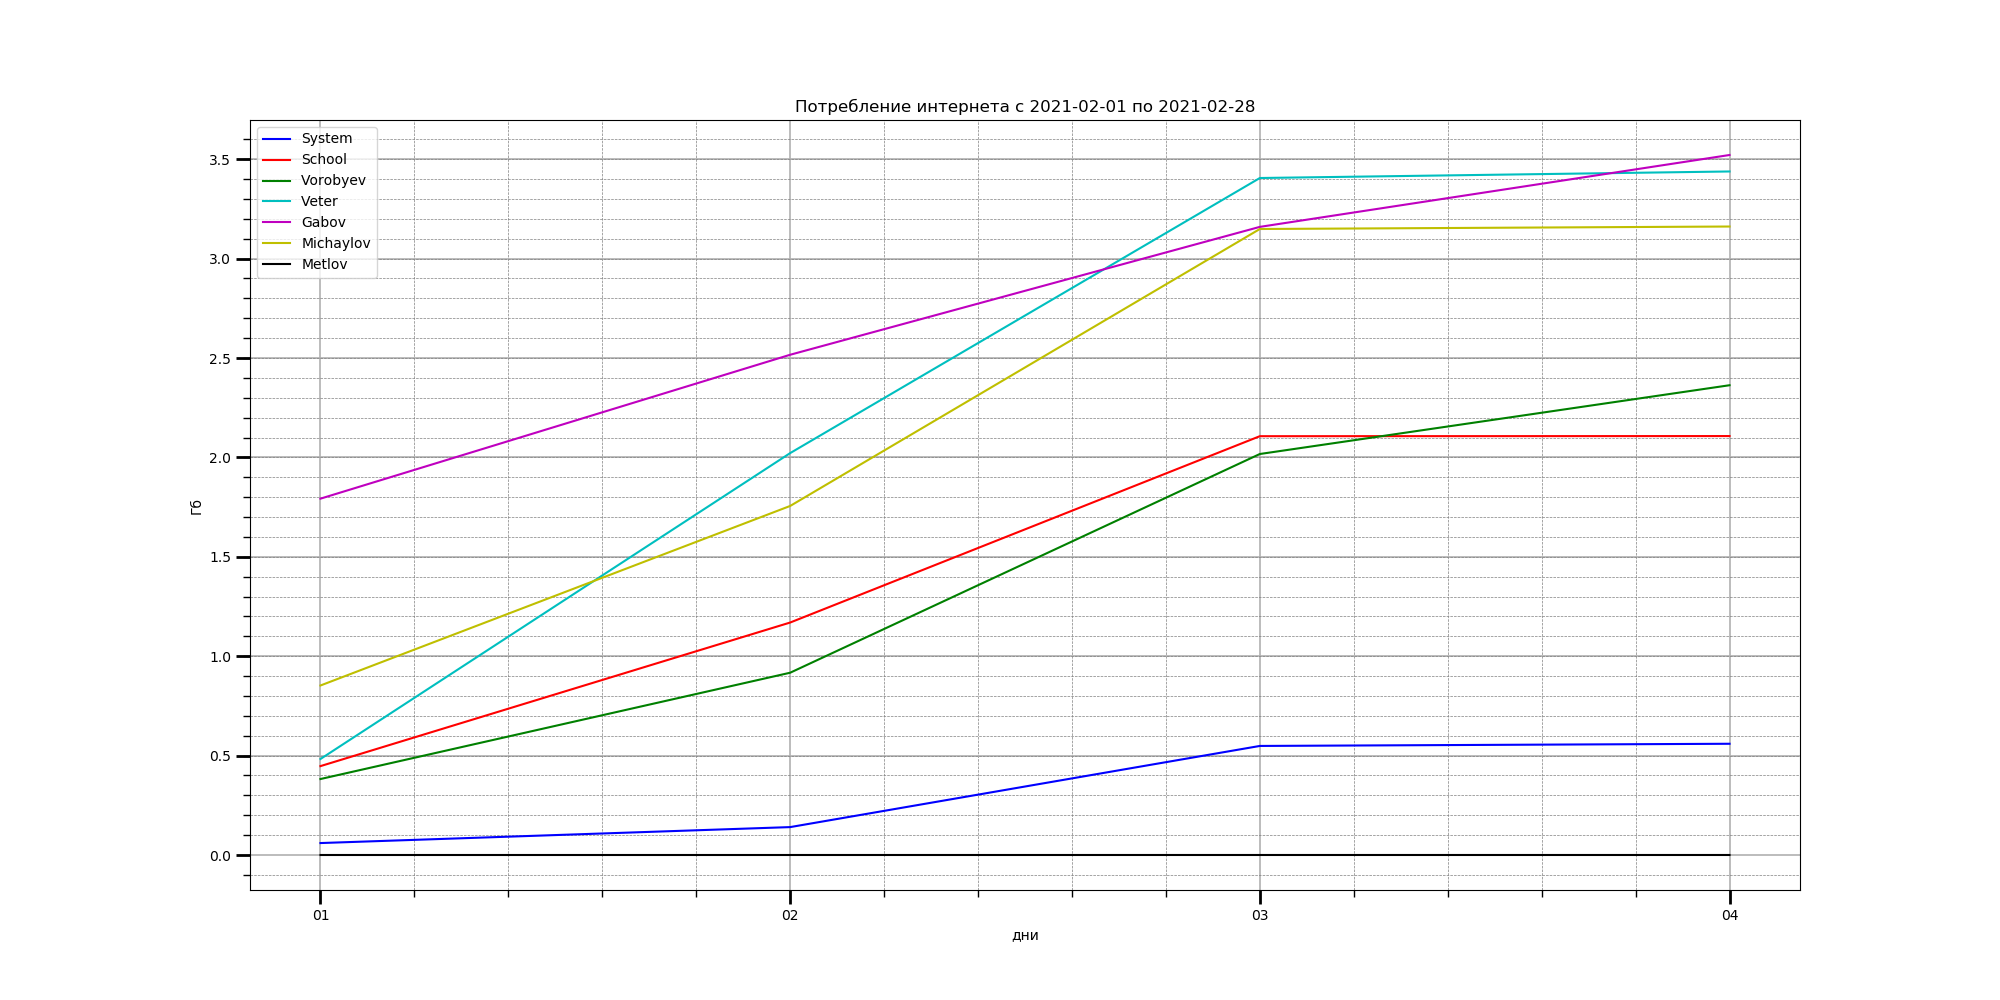 Потребление интернета с 2021-02-01 по 2021-02-28
System
School
Vorobyev
Veter
Gabov
Michaylov
Metlov
3.5
3.0
2.5
2.0
1.5
1.0
0.5
0.0
Гб
01 02 03 04
дни